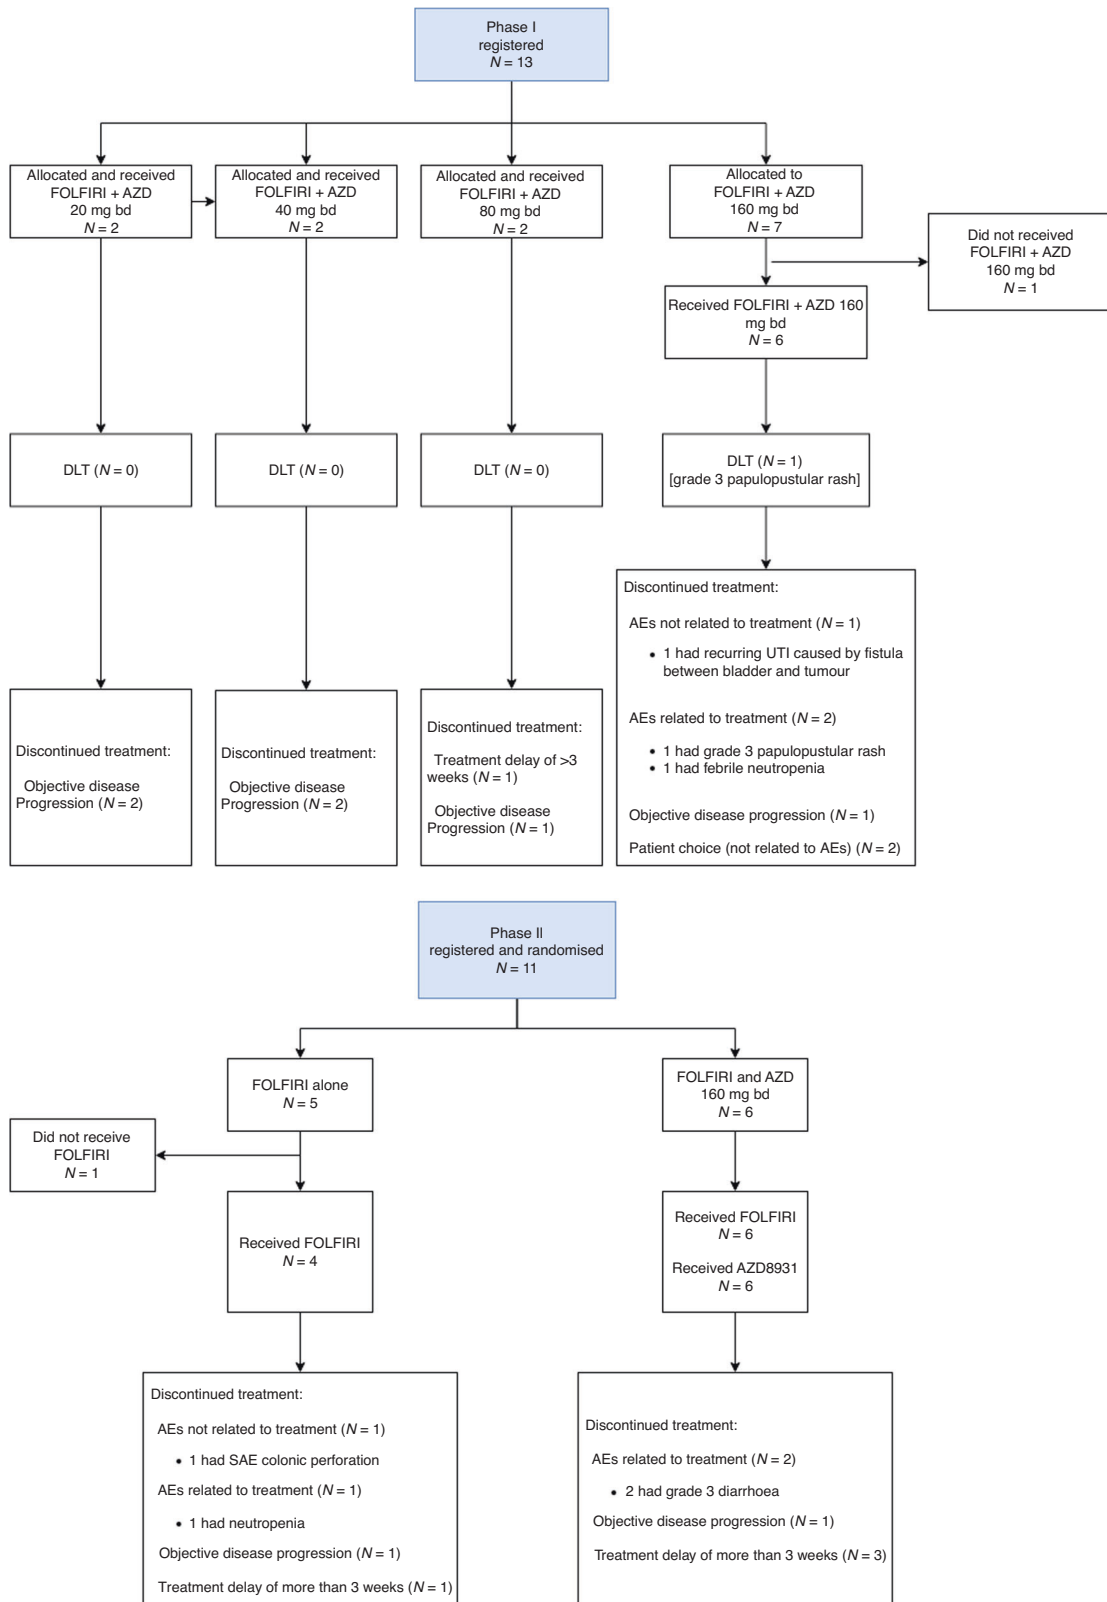 Phase I
registered
N = 13
Allocated and received
FOLFIRI + AZD
20 mg bd
N = 2
Allocated and received
FOLFIRI + AZD
40 mg bd
N = 2
Allocated and received
FOLFIRI + AZD
80 mg bd
N = 2
Allocated to
FOLFIRI + AZD
160 mg bd
N = 7
Did not received
FOLFIRI + AZD
160 mg bd
N = 1
Received FOLFIRI + AZD 160
mg bd
N = 6
DLT (N = 0)
DLT (N = 0)
DLT (N = 0)
DLT (N = 1)
[grade 3 papulopustular rash]
Discontinued treatment:
Objective disease
Progression (N = 2)
Discontinued treatment:
Objective disease
Progression (N = 2)
Discontinued treatment:
Treatment delay of >3
weeks (N = 1)
Objective disease
Progression (N = 1)
Discontinued treatment:
AEs not related to treatment (N = 1)
• 1 had recurring UTI caused by fistula
between bladder and tumour
AEs related to treatment (N = 2)
• 1 had grade 3 papulopustular rash
• 1 had febrile neutropenia
Objective disease progression (N = 1)
Patient choice (not related to AEs) (N = 2)
Phase II
registered and randomised
N = 11
FOLFIRI alone
N = 5
FOLFIRI and AZD
160 mg bd
N = 6
Did not receive
FOLFIRI
N = 1
Received FOLFIRI
N = 4
Received FOLFIRI
N = 6
Received AZD8931
N = 6
Discontinued treatment:
AEs not related to treatment (N = 1)
• 1 had SAE colonic perforation
AEs related to treatment (N = 1)
• 1 had neutropenia
Objective disease progression (N = 1)
Treatment delay of more than 3 weeks (N = 1)
Discontinued treatment:
AEs related to treatment (N = 2)
• 2 had grade 3 diarrhoea
Objective disease progression (N = 1)
Treatment delay of more than 3 weeks (N = 3)